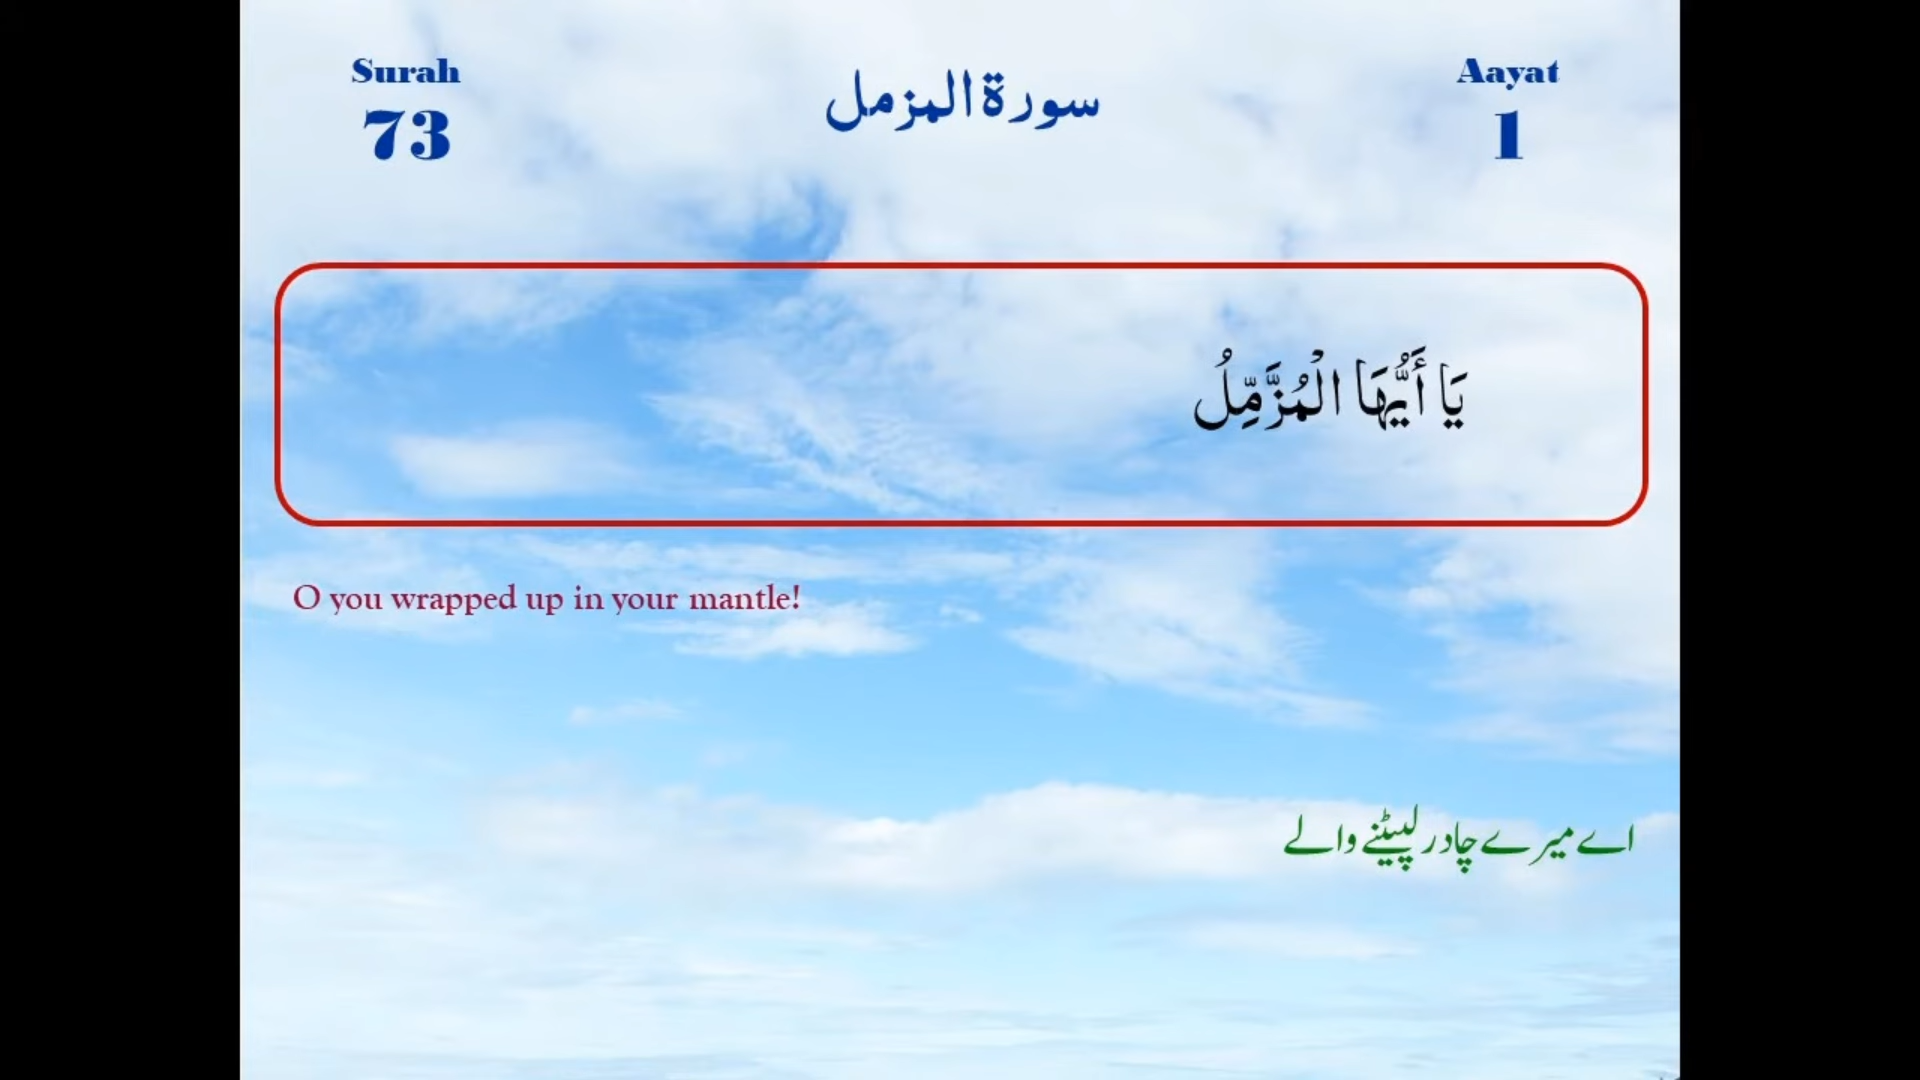 Surah
73
سورة المزمل
Aayat
1
يَا أَيُّهَا الْمُزَّمِّلُ
O you wrapped up in your mantle!
اے میرے چادر لپیٹنے والے